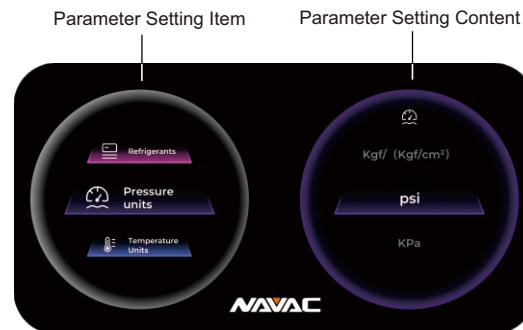 Parameter Setting Item
Parameter Setting Content
Refrigerants
Pressure
units
Temperature
Units
Kgf/ (Kgf/cm²)
psi
KPa
NAVAC